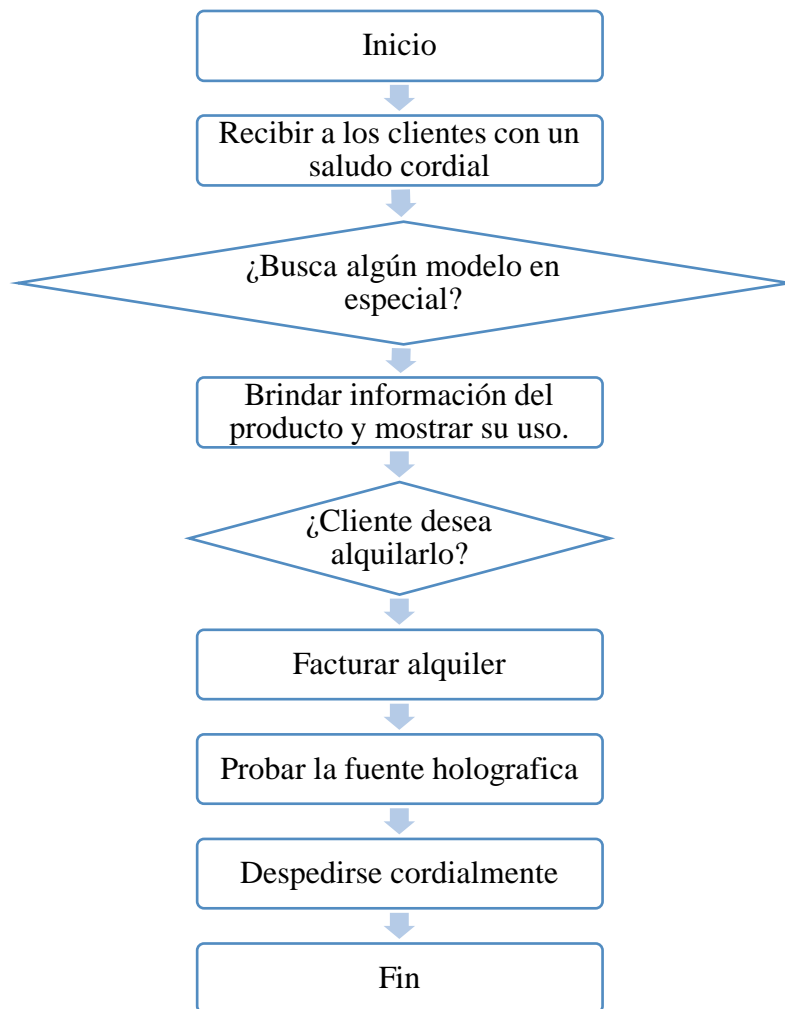 Inicio
Recibir a los clientes con un
saludo cordial
¿Busca algún modelo en
especial?
Brindar información del
producto y mostrar su uso.
¿Cliente desea
alquilarlo?
Facturar alquiler
Probar la fuente holografica
Despedirse cordialmente
Fin